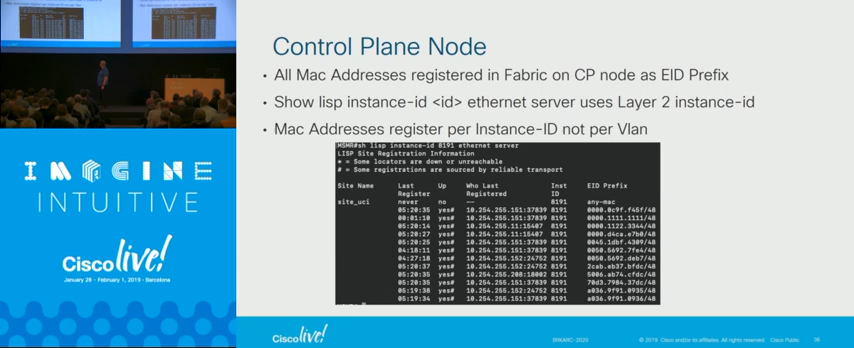 Control Plane Node
• All Mac Addresses registered in Fabric on CP node as EID Prefix
• Show lisp instance-id <id> ethernet server uses Layer 2 instance-id
• Mac Addresses register per Instance-ID not per Vlan
MSMR#sh lisp instance-id 8191 ethernet server
LISP Site Registration Information
* = Some locators are down or unreachable
# = Some registrations are sourced by reliable transport
Site Name Last Up Who Last Inst EID Prefix
Register Registered ID
site_uci never no -- 8191 any-mac
05:20:35 yes# 10.254.255.151:37839 8191 0000.0c9f.f45f/48
00:01:10 yes# 10.254.255.151:37839 8191 0000.1111.1111/48
05:20:14 yes# 10.254.255.11:15407 8191 0000.1122.3344/48
05:20:27 yes# 10.254.255.11:15407 8191 0000.d4ca.e7b0/48
05:20:25 yes# 10.254.255.151:37839 8191 0045.1dbf.4309/48
04:18:11 yes# 10.254.255.151:37839 8191 0050.5692.7fe4/48
04:27:18 yes# 10.254.255.152:24752 8191 0050.5692.deb7/48
05:20:37 yes# 10.254.255.152:24752 8191 2cab.eb37.bfdc/48
05:20:35 yes# 10.254.255.208:18002 8191 5006.ab74.cfdc/48
05:20:35 yes# 10.254.255.151:37839 8191 70d3.7984.37dc/48
05:19:38 yes# 10.254.255.152:24752 8191 a036.9f91.0935/48
05:19:34 yes# 10.254.255.151:37839 8191 a036.9f91.0936/48
IMAGINE
INTUITIVE
Cisco live!
January 28 - February 1, 2019 - Barcelona
Cisco live!
BRKARC-2020
© 2019 Cisco and/or its affiliates. All rights reserved. Cisco Public